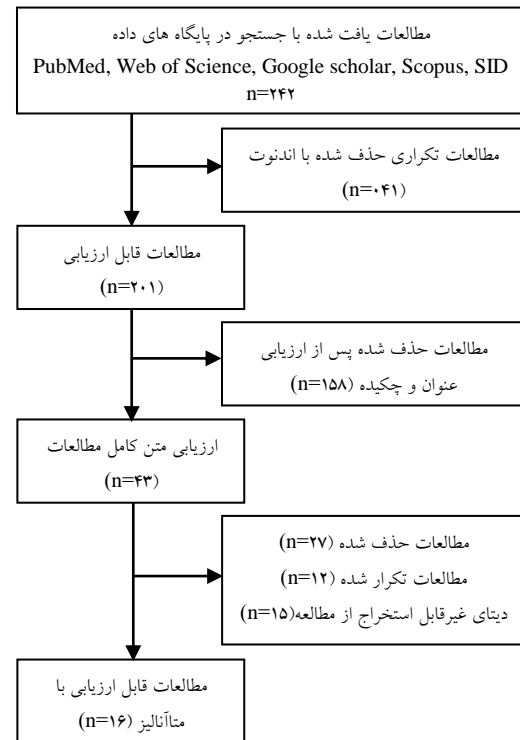 مطالعات یافت شده با جستجو در پایگاه های داده
PubMed, Web of Science, Google scholar, Scopus, SID
n=۲۴۲
مطالعات تکراری حذف شده با اندنوت
(n=۰۴۱)
مطالعات قابل ارزیابی
(n=۲۰۱)
مطالعات حذف شده پس از ارزیابی
عنوان و چکیده (n=۱۵۸)
ارزیابی متن کامل مطالعات
(n=۴۳)
مطالعات حذف شده (n=۲۷)
مطالعات تکرار شده (n=۱۲)
دیتای غیرقابل استخراج از مطالعه(n=۱۵)
مطالعات قابل ارزیابی با
متاآنالیز (n=۱۶)